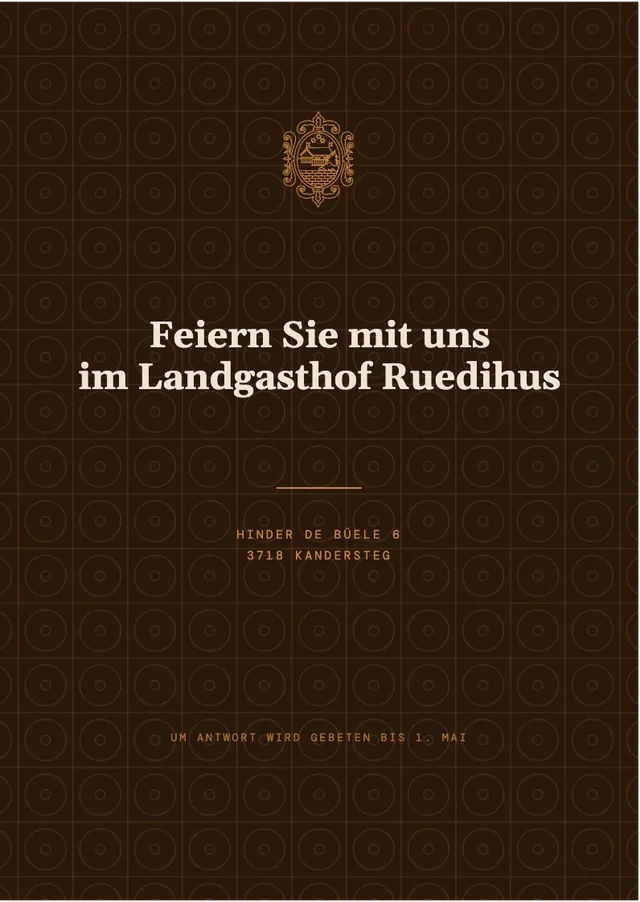 Feiern Sie mit uns
im Landgasthof Ruedihus
HINDER DE BÜELE 6
3718 KANDERSTEG
UM ANTWORT WIRD GEBETEN BIS 1. MAI